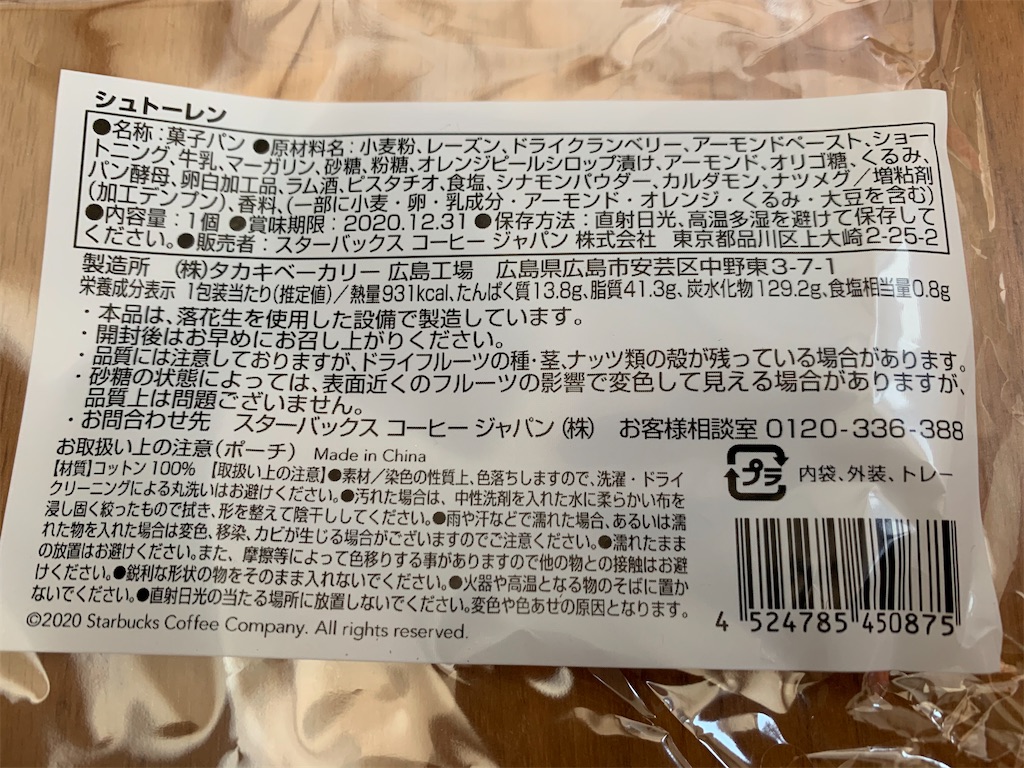 シュトーレン
●名称：菓子パン ●原材料名：小麦粉、レーズン、ドライクランベリー、アーモンドペースト、ショー
トニング、牛乳、マーガリン、砂糖、粉糖、オレンジピールシロップ漬け、アーモンド、オリゴ糖、くるみ、
パン酵母、卵白加工品、ラム酒、ピスタチオ、食塩、シナモンパウダー、カルダモン、ナツメグ／増粘剤
(加工デンプン)、香料、(一部に小麦・卵・乳成分・アーモンド・オレンジ・くるみ・大豆を含む)
●内容量：1個 ●賞味期限：2020.12.31 ●保存方法：直射日光、高温多湿を避けて保存して
ください。●販売者：スターバックス コーヒー ジャパン 株式会社 東京都品川区上大崎2-25-2
製造所 (株)タカキベーカリー 広島工場 広島県広島市安芸区中野東3-7-1
栄養成分表示 1包装当たり(推定値)／熱量931kcal、たんぱく質13.8g、脂質41.3g、炭水化物129.2g、食塩相当量0.8g
・本品は、落花生を使用した設備で製造しています。
・開封後はお早めにお召し上がりください。
・品質には注意しておりますが、ドライフルーツの種・茎、ナッツ類の殻が残っている場合があります。
・砂糖の状態によっては、表面近くのフルーツの影響で変色して見える場合がありますが、
品質上は問題ございません。
・お問合わせ先 スターバックス コーヒー ジャパン(株) お客様相談室 0120-336-388
お取扱い上の注意(ポーチ) Made in China
【材質】コットン100% 【取扱い上の注意】●素材／染色の性質上、色落ちしますので、洗濯・ドライ
クリーニングによる丸洗いはお避けください。●汚れた場合は、中性洗剤を入れた水に柔らかい布を
浸し固く絞ったもので拭き、形を整えて陰干ししてください。●雨や汗などで濡れた場合、あるいは濡
れた物を入れた場合は変色、移染、カビが生じる場合がございますのでご注意ください。●濡れたまま
の放置はお避けください。また、摩擦等によって色移りする事がありますので他の物との接触はお避
けください。●鋭利な形状の物をそのまま入れないでください。●火器や高温となる物のそばに置か
ないでください。●直射日光の当たる場所に放置しないでください。変色や色あせの原因となります。
©2020 Starbucks Coffee Company. All rights reserved.
プラ 内袋、外装、トレー
4 524785 450875